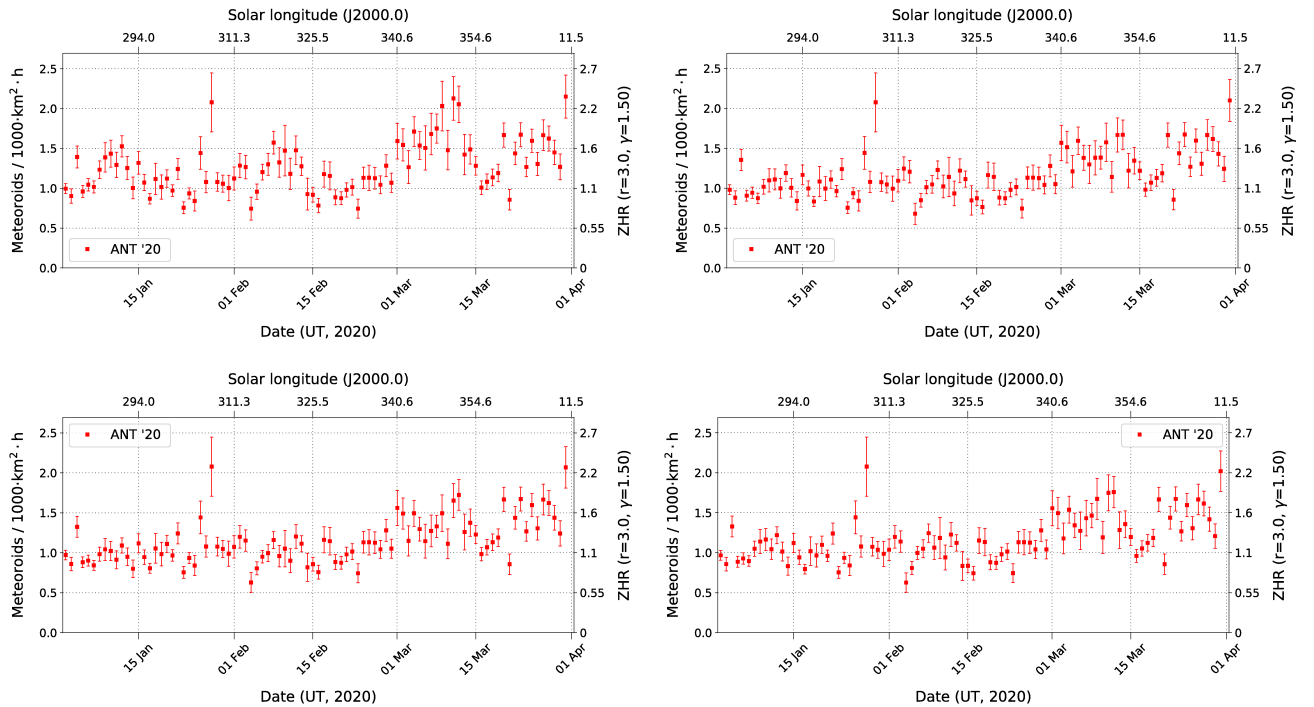 Solar longitude (J2000.0)
294.0 311.3 325.5 340.6 354.6 11.5
Meteoroids / 1000·km² · h
2.5
2.0
1.5
1.0
0.5
0.0
2.7
2.2
1.6
1.1
0.55
0
ZHR (r=3.0, γ=1.50)
ANT '20
15 Jan 01 Feb 15 Feb 01 Mar 15 Mar 01 Apr
Date (UT, 2020)
Solar longitude (J2000.0)
294.0 311.3 325.5 340.6 354.6 11.5
Meteoroids / 1000·km² · h
2.5
2.0
1.5
1.0
0.5
0.0
2.7
2.2
1.6
1.1
0.55
0
ZHR (r=3.0, γ=1.50)
ANT '20
15 Jan 01 Feb 15 Feb 01 Mar 15 Mar 01 Apr
Date (UT, 2020)
Solar longitude (J2000.0)
294.0 311.3 325.5 340.6 354.6 11.5
Meteoroids / 1000·km² · h
2.5
2.0
1.5
1.0
0.5
0.0
2.7
2.2
1.6
1.1
0.55
0
ZHR (r=3.0, γ=1.50)
ANT '20
15 Jan 01 Feb 15 Feb 01 Mar 15 Mar 01 Apr
Date (UT, 2020)
Solar longitude (J2000.0)
294.0 311.3 325.5 340.6 354.6 11.5
Meteoroids / 1000·km² · h
2.5
2.0
1.5
1.0
0.5
0.0
2.7
2.2
1.6
1.1
0.55
0
ZHR (r=3.0, γ=1.50)
ANT '20
15 Jan 01 Feb 15 Feb 01 Mar 15 Mar 01 Apr
Date (UT, 2020)